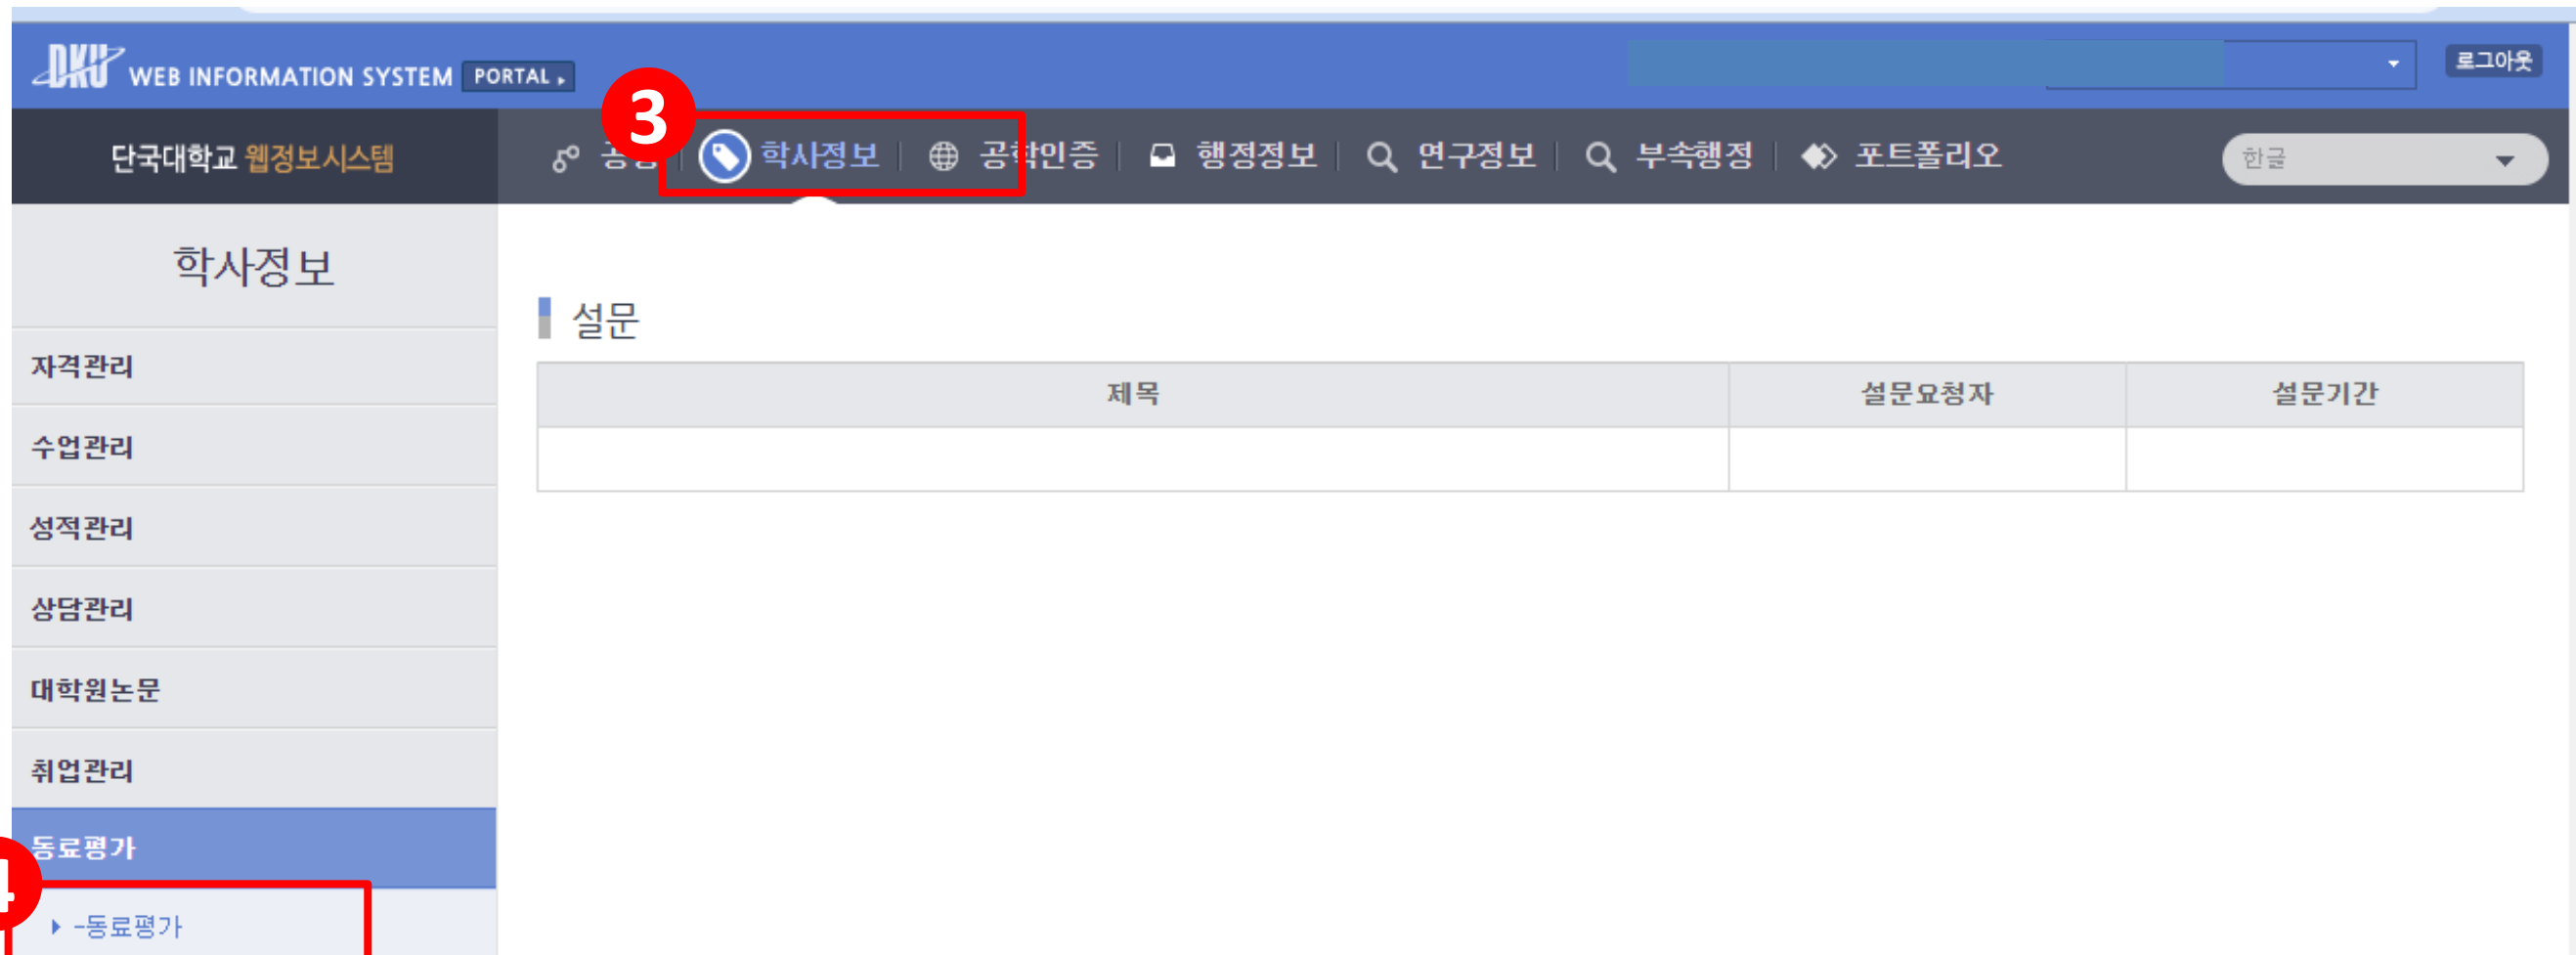 DKU WEB INFORMATION SYSTEM PORTAL
로그아웃
3
단국대학교 웹정보시스템
학사정보
공학인증
행정정보
연구정보
부속행정
포트폴리오
한글
학사정보
설문
자격관리
제목 설문요청자 설문기간
수업관리
성적관리
상담관리
대학원논문
취업관리
동료평가
-동료평가